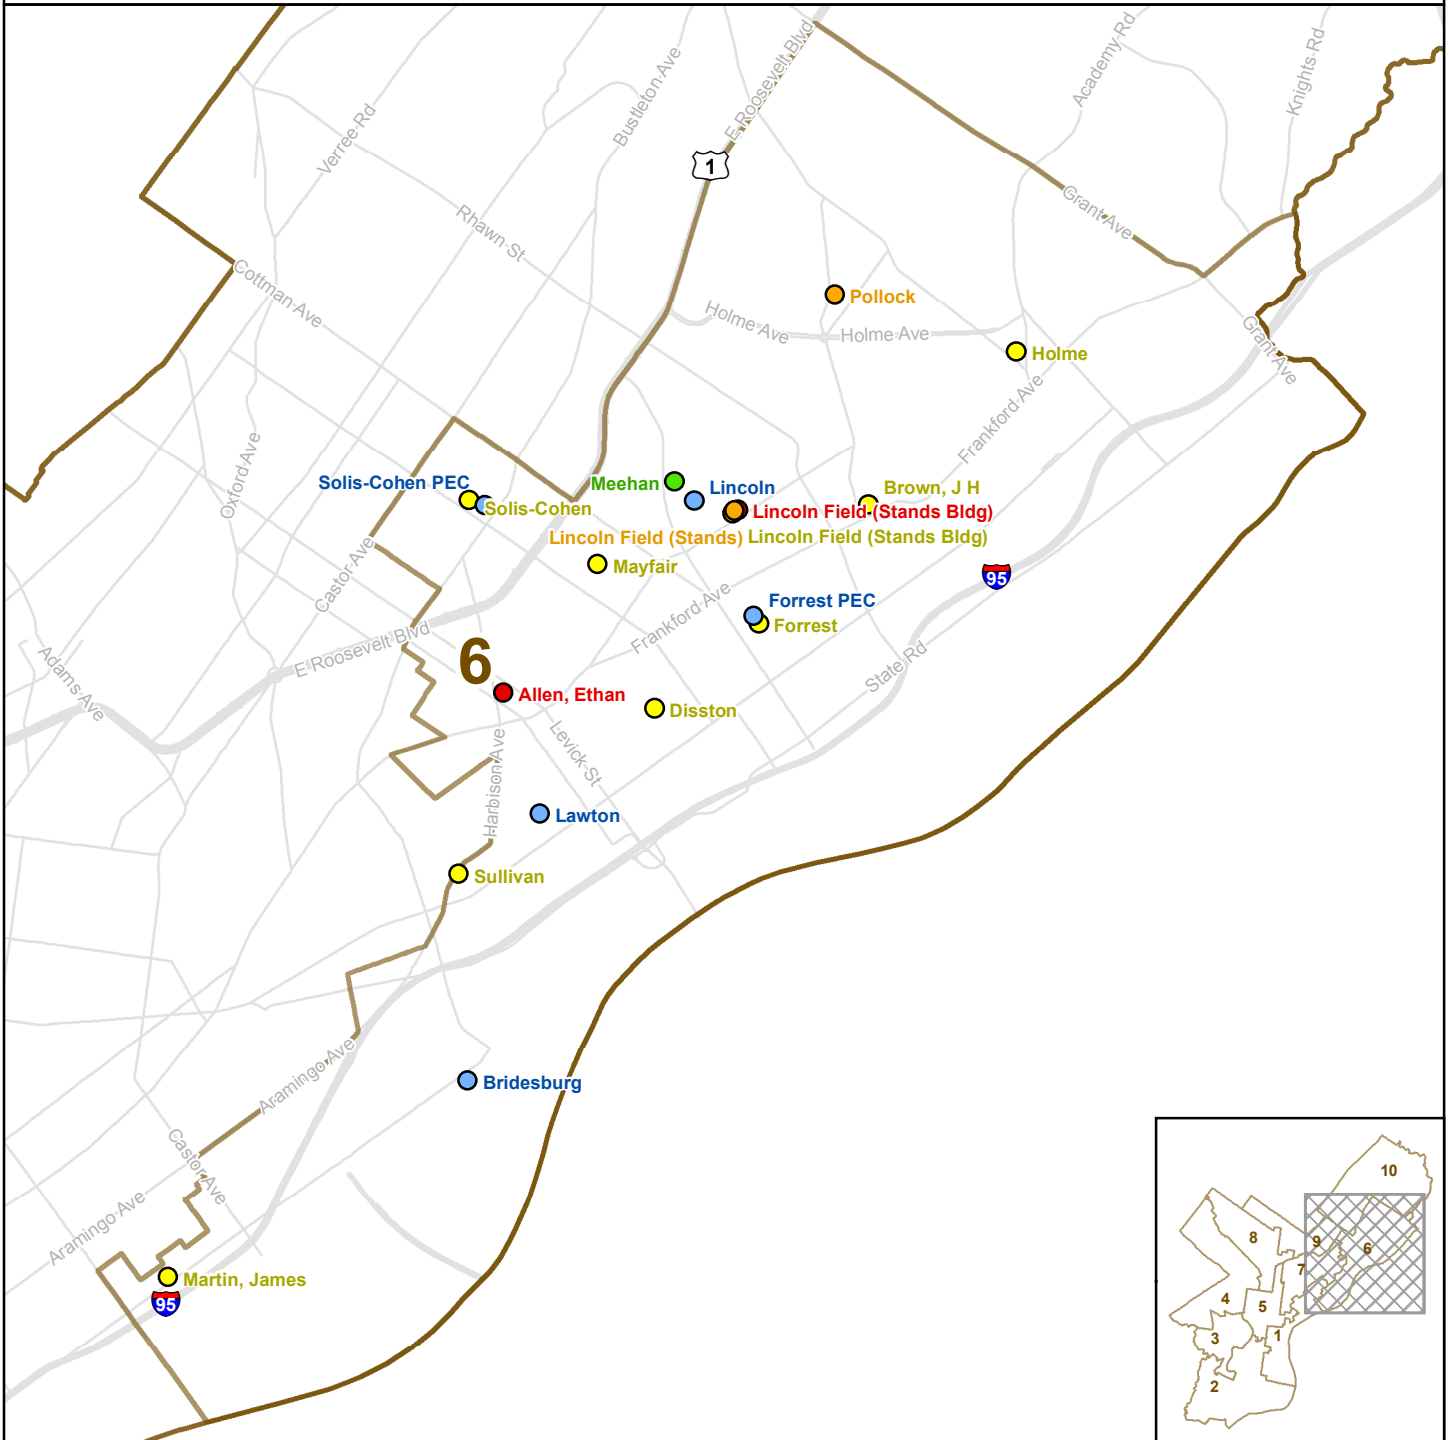 Academy Rd
Knights Rd
E Roosevelt Blvd
Bustleton Ave
Verree Rd
1
Rhawn St
Grant Ave
Cottman Ave
Pollock
Holme Ave
Holme Ave
Holme
Grant Ave
Frankford Ave
Oxford Ave
Solis-Cohen PEC
Solis-Cohen
Meehan
Lincoln
Brown, J H
Lincoln Field (Stands Bldg)
Lincoln Field (Stands)
Lincoln Field (Stands Bldg)
Mayfair
Castor Ave
95
Forrest PEC
Forrest
Frankford Ave
E Roosevelt Blvd
State Rd
6
Adams Ave
Allen, Ethan
Disston
Levick St
Harbison Ave
Lawton
Sullivan
Aramingo Ave
Bridesburg
Castor Ave
Aramingo Ave
Martin, James
95
10
8
9
6
7
4
5
3
1
2